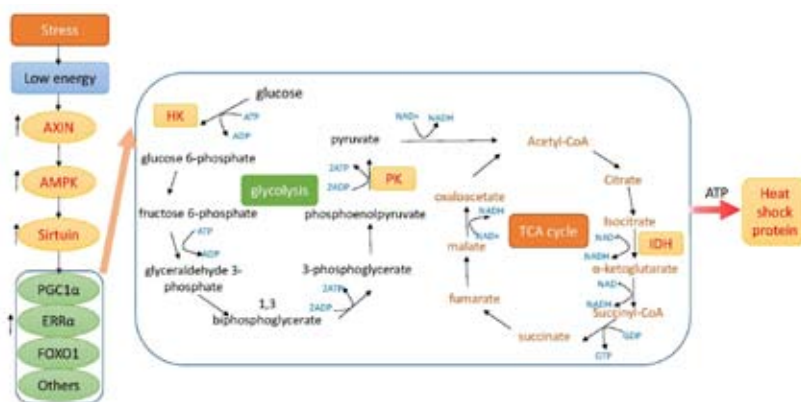 Stress
Low energy
AXIN
AMPK
Sirtuin
PGC1α
ERRα
FOXO1
Others
glucose
HK
ATP
ADP
glucose 6-phosphate
fructose 6-phosphate
ATP
ADP
glyceraldehyde 3-
phosphate
1,3
biphosphoglycerate
2ATP
2ADP
3-phosphoglycerate
phosphoenolpyruvate
2ATP
2ADP
PK
pyruvate
glycolysis
NAD+
NADH
Acetyl-CoA
Citrate
Isocitrate
NAD+
NADH
IDH
α-ketoglutarate
NAD+
NADH
Succinyl-CoA
GDP
GTP
succinate
fumarate
malate
NADH
NAD+
oxaloacetate
TCA cycle
ATP
Heat
shock
protein